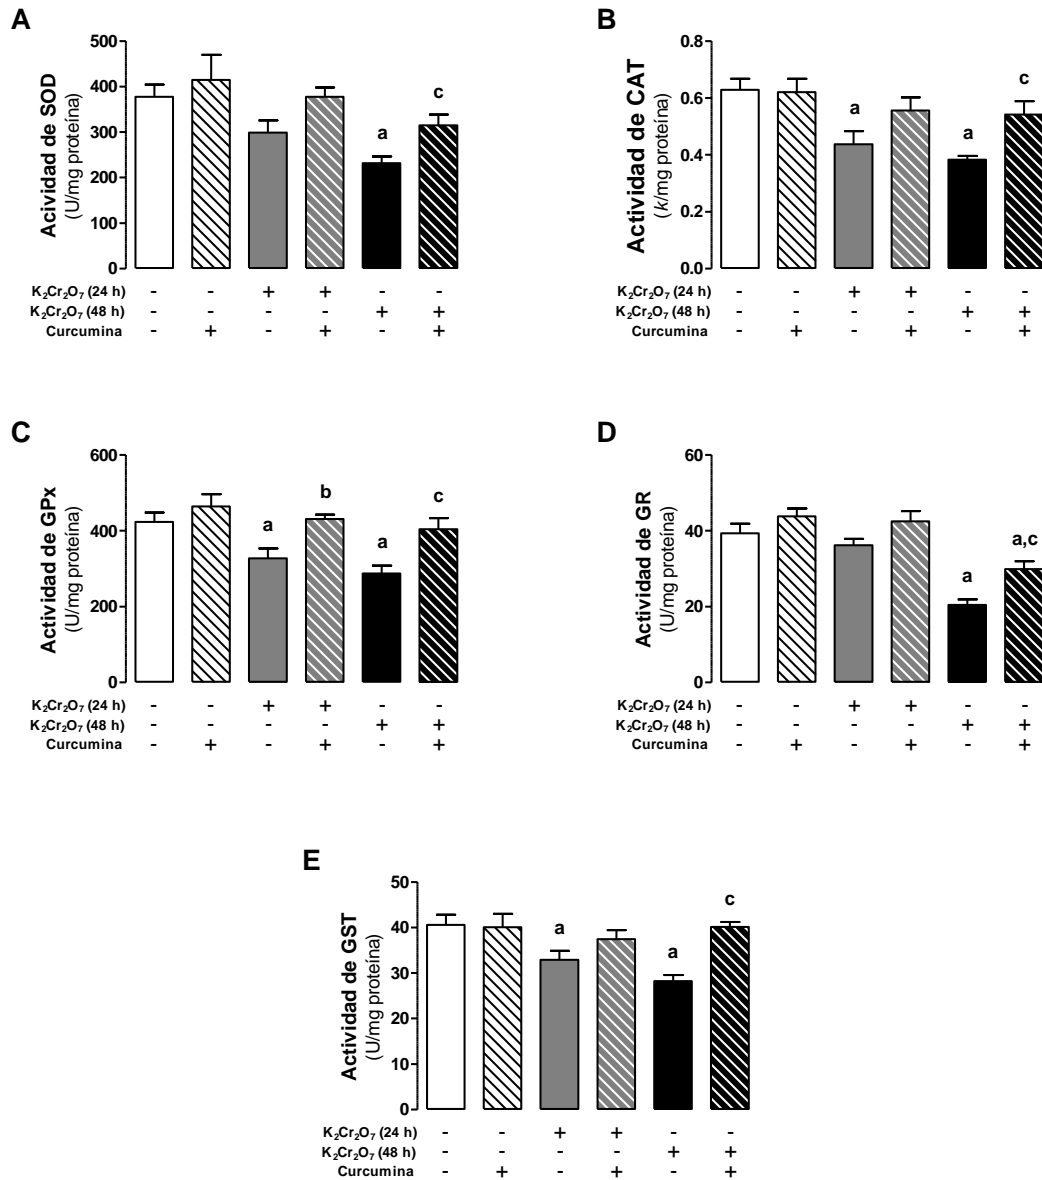 A
Acividad de SOD
(U/mg proteína)
500
400
300
200
100
0
a
c
K₂Cr₂O₇ (24 h) - - + + - -
K₂Cr₂O₇ (48 h) - - - - + +
Curcumina - + - + - +
B
Actividad de CAT
(k/mg proteína)
0.8
0.6
0.4
0.2
0.0
a
a
c
K₂Cr₂O₇ (24 h) - - + + - -
K₂Cr₂O₇ (48 h) - - - - + +
Curcumina - + - + - +
C
Actividad de GPx
(U/mg proteína)
600
400
200
0
a
b
a
c
K₂Cr₂O₇ (24 h) - - + + - -
K₂Cr₂O₇ (48 h) - - - - + +
Curcumina - + - + - +
D
Actividad de GR
(U/mg proteína)
60
40
20
0
a
a,c
K₂Cr₂O₇ (24 h) - - + + - -
K₂Cr₂O₇ (48 h) - - - - + +
Curcumina - + - + - +
E
Actividad de GST
(U/mg proteína)
50
40
30
20
10
0
a
a
c
K₂Cr₂O₇ (24 h) - - + + - -
K₂Cr₂O₇ (48 h) - - - - + +
Curcumina - + - + - +